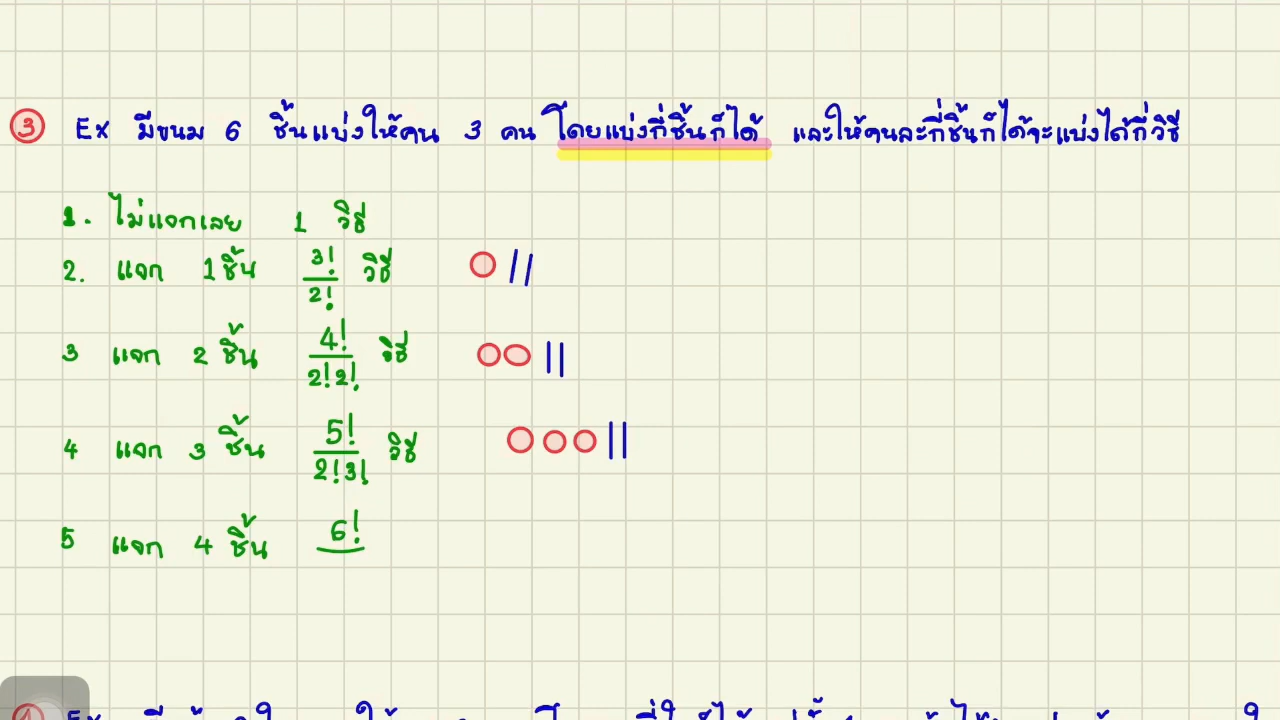 3 Ex มีขนม 6 ชิ้นแบ่งให้คน 3 คน โดยแบ่งกี่ชิ้นก็ได้ และให้คนละกี่ชิ้นก็ได้จะแบ่งได้กี่วิธี
1. ไม่แจกเลย 1 วิธี
2. แจก 1 ชิ้น 3!/2! วิธี
3 แจก 2 ชิ้น 4!/2!2! วิธี
4 แจก 3 ชิ้น 5!/2!3! วิธี
5 แจก 4 ชิ้น 6!